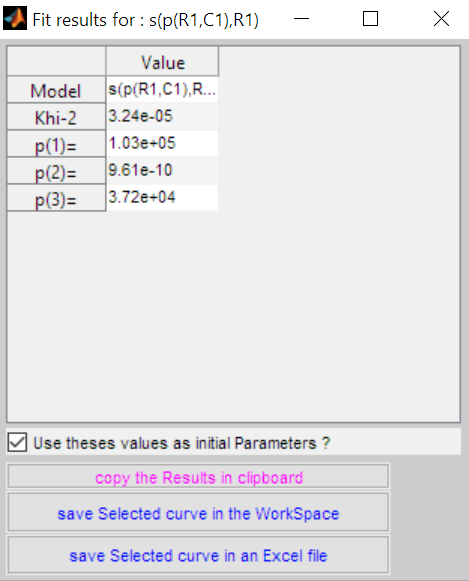 Fit results for : s(p(R1,C1),R1)
Value
Model s(p(R1,C1),R...
Khi-2 3.24e-05
p(1)= 1.03e+05
p(2)= 9.61e-10
p(3)= 3.72e+04
Use theses values as initial Parameters ?
copy the Results in clipboard
save Selected curve in the WorkSpace
save Selected curve in an Excel file